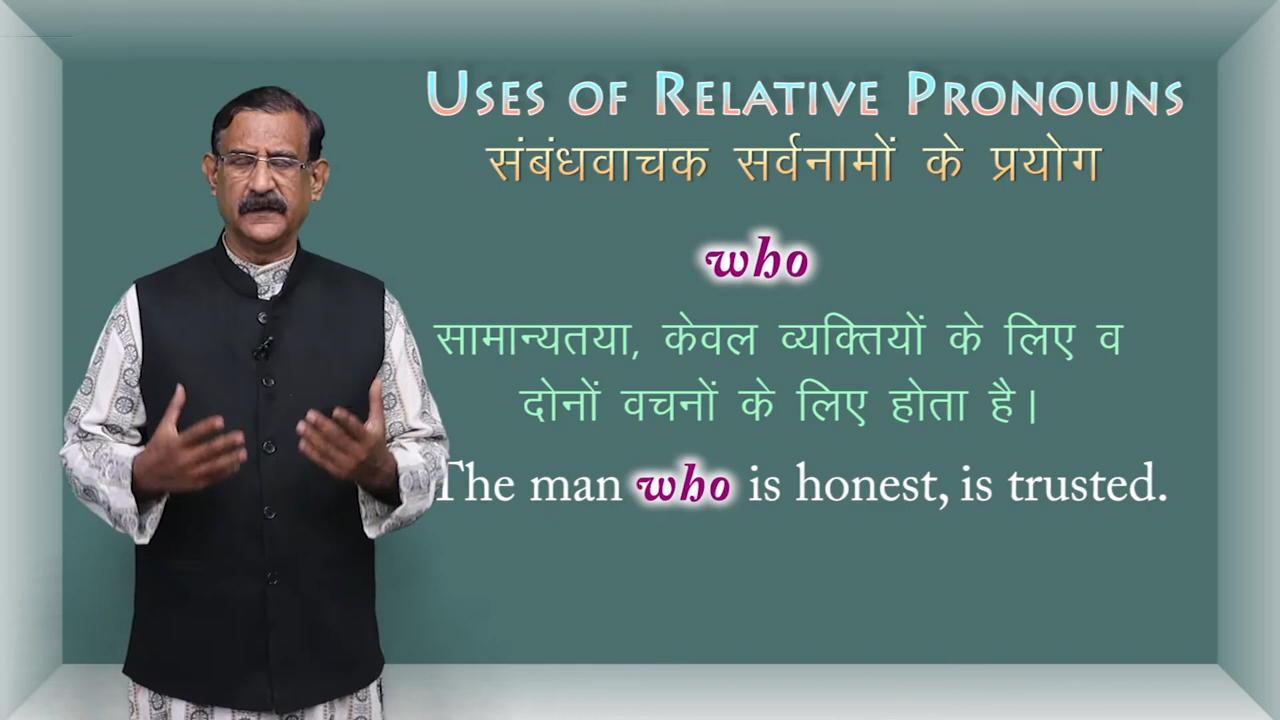 USES OF RELATIVE PRONOUNS
संबंधवाचक सर्वनामों के प्रयोग
who
सामान्यतया, केवल व्यक्तियों के लिए व
दोनों वचनों के लिए होता है।
The man who is honest, is trusted.